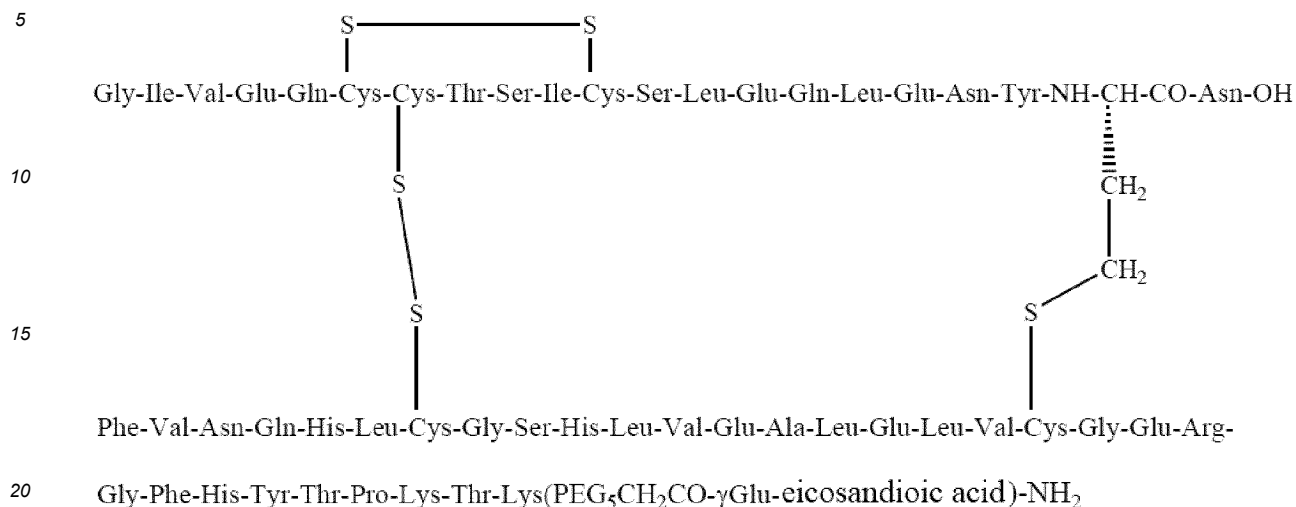 5
S S
Gly-Ile-Val-Glu-Gln-Cys-Cys-Thr-Ser-Ile-Cys-Ser-Leu-Glu-Gln-Leu-Glu-Asn-Tyr-NH-CH-CO-Asn-OH
10
S CH2
CH2
S S
15
Phe-Val-Asn-Gln-His-Leu-Cys-Gly-Ser-His-Leu-Val-Glu-Ala-Leu-Glu-Leu-Val-Cys-Gly-Glu-Arg-
20 Gly-Phe-His-Tyr-Thr-Pro-Lys-Thr-Lys(PEG5CH2CO-γGlu-eicosandioic acid)-NH2